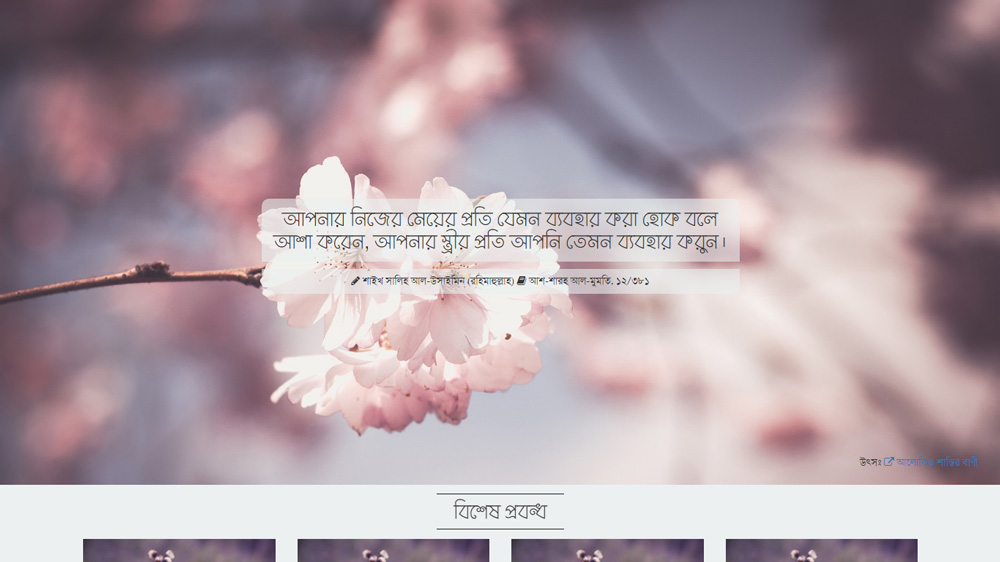 আপনার নিজের মেয়ের প্রতি যেমন ব্যবহার করা হোক বলে
আশা করেন, আপনার স্ত্রীর প্রতি আপনি তেমন ব্যবহার করুন।
শাইখ সালিহ আল-উসাইমিন (রহিমাহুল্লাহ) আশ-শারহ আল-মুমতি, ১২/৩৮১
উৎসঃ শান্তির বাণী
বিশেষ প্রবন্ধ